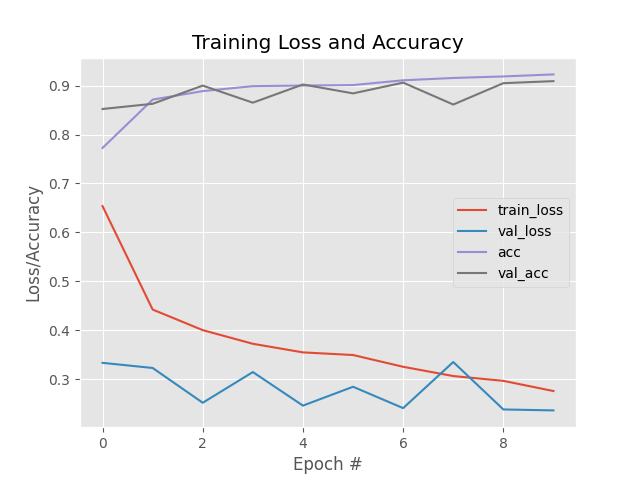 Training Loss and Accuracy
Loss/Accuracy
0.9
0.8
0.7
0.6
0.5
0.4
0.3
train_loss
val_loss
acc
val_acc
0 2 4 6 8
Epoch #